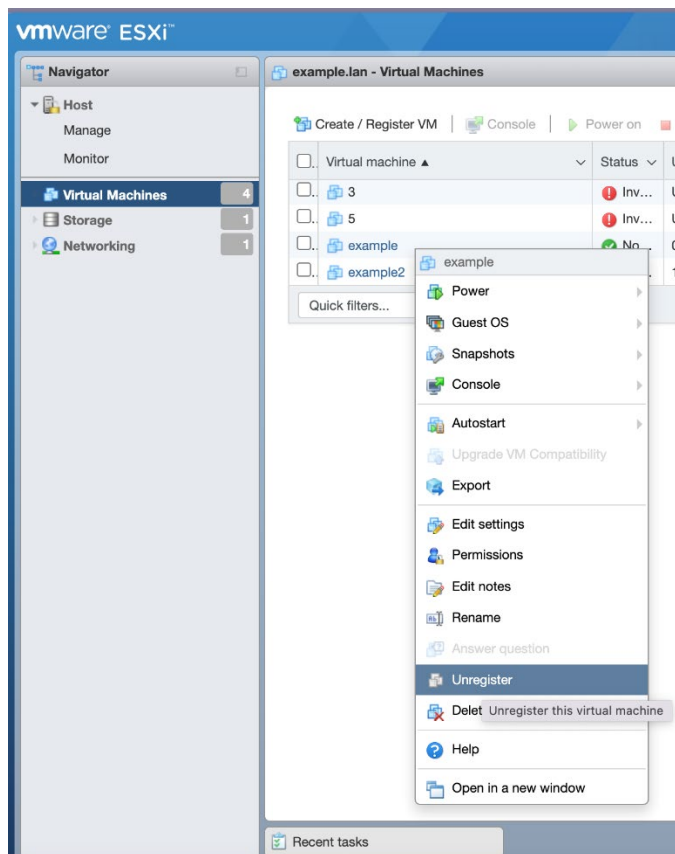 vmware® ESXi™
Navigator
Host
Manage
Monitor
Virtual Machines 4
Storage 1
Networking 1
example.lan - Virtual Machines
Create / Register VM | Console | Power on
Virtual machine ▲ Status
3 Inv...
5 Inv...
example No...
example2
Quick filters...
example
Power
Guest OS
Snapshots
Console
Autostart
Upgrade VM Compatibility
Export
Edit settings
Permissions
Edit notes
Rename
Answer question
Unregister
Delet
Unregister this virtual machine
Help
Open in a new window
Recent tasks